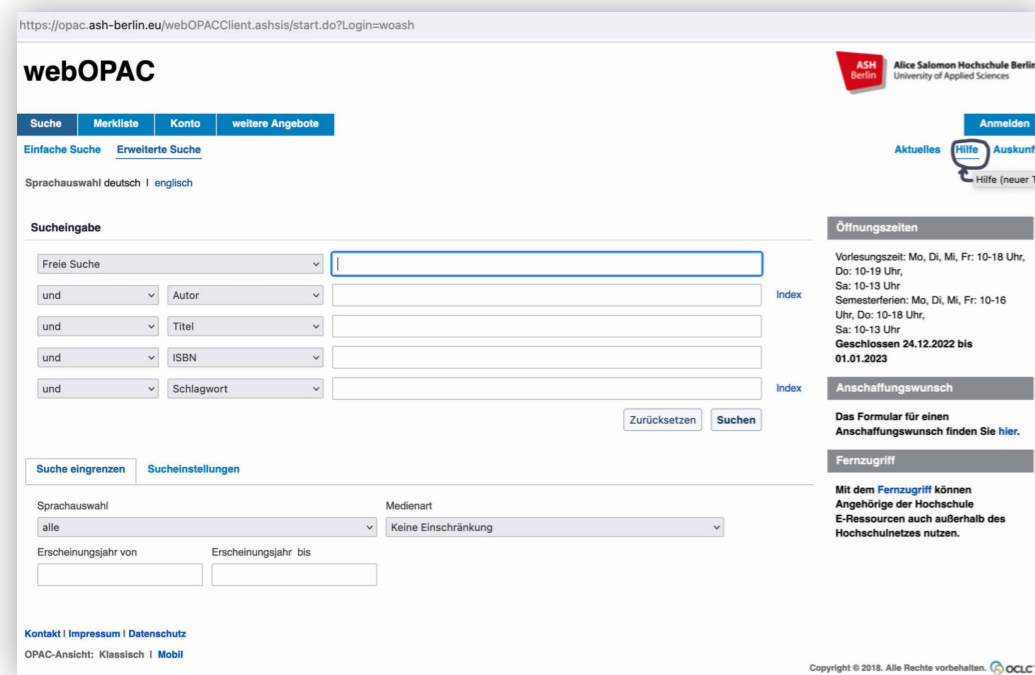 https://opac.ash-berlin.eu/webOPACClient.ashsis/start.do?Login=woash
webOPAC
ASH
Berlin
Alice Salomon Hochschule Berlin
University of Applied Sciences
Suche Merkliste Konto weitere Angebote
Anmelden
Einfache Suche Erweiterte Suche
Aktuelles Hilfe Auskunf
Hilfe (neuer T
Sprachauswahl deutsch | englisch
Sucheingabe
Freie Suche
und Autor Index
und Titel
und ISBN
und Schlagwort Index
Zurücksetzen Suchen
Suche eingrenzen Sucheinstellungen
Sprachauswahl Medienart
alle Keine Einschränkung
Erscheinungsjahr von Erscheinungsjahr bis
Öffnungszeiten
Vorlesungszeit: Mo, Di, Mi, Fr: 10-18 Uhr,
Do: 10-19 Uhr,
Sa: 10-13 Uhr
Semesterferien: Mo, Di, Mi, Fr: 10-16
Uhr, Do: 10-18 Uhr,
Sa: 10-13 Uhr
Geschlossen 24.12.2022 bis
01.01.2023
Anschaffungswunsch
Das Formular für einen
Anschaffungswunsch finden Sie hier.
Fernzugriff
Mit dem Fernzugriff können
Angehörige der Hochschule
E-Ressourcen auch außerhalb des
Hochschulnetzes nutzen.
Kontakt | Impressum | Datenschutz
OPAC-Ansicht: Klassisch | Mobil
Copyright © 2018. Alle Rechte vorbehalten. OCLC